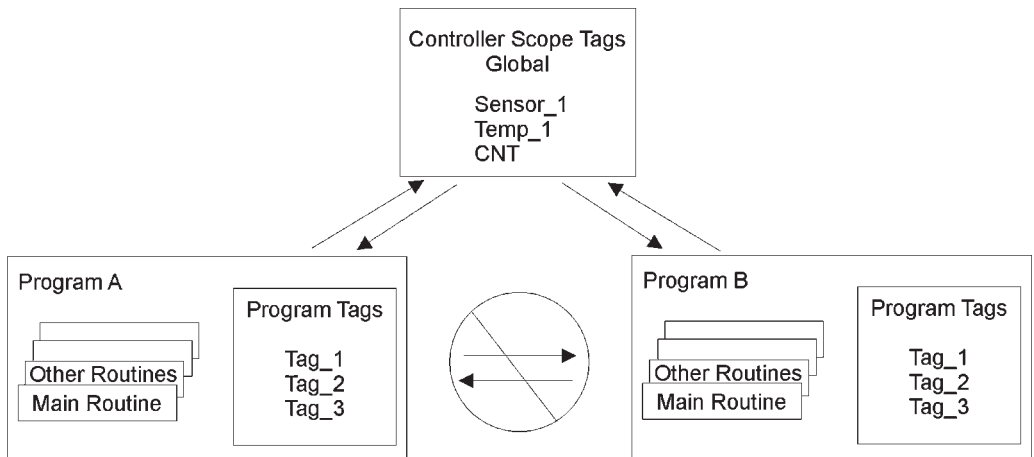 Controller Scope Tags
Global
Sensor_1
Temp_1
CNT
Program A
Other Routines
Main Routine
Program Tags
Tag_1
Tag_2
Tag_3
Program B
Other Routines
Main Routine
Program Tags
Tag_1
Tag_2
Tag_3